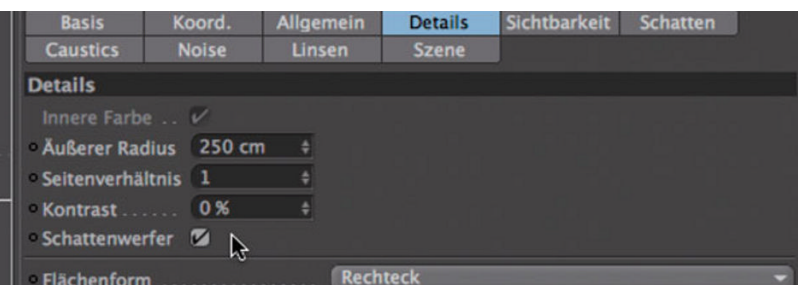 Basis Koord. Allgemein Details Sichtbarkeit Schatten
Caustics Noise Linsen Szene
Details
Innere Farbe . .
Äußerer Radius 250 cm
Seitenverhältnis 1
Kontrast . . . . . . 0 %
Schattenwerfer
Flächenform . . . . . . . . . . . . . . . Rechteck